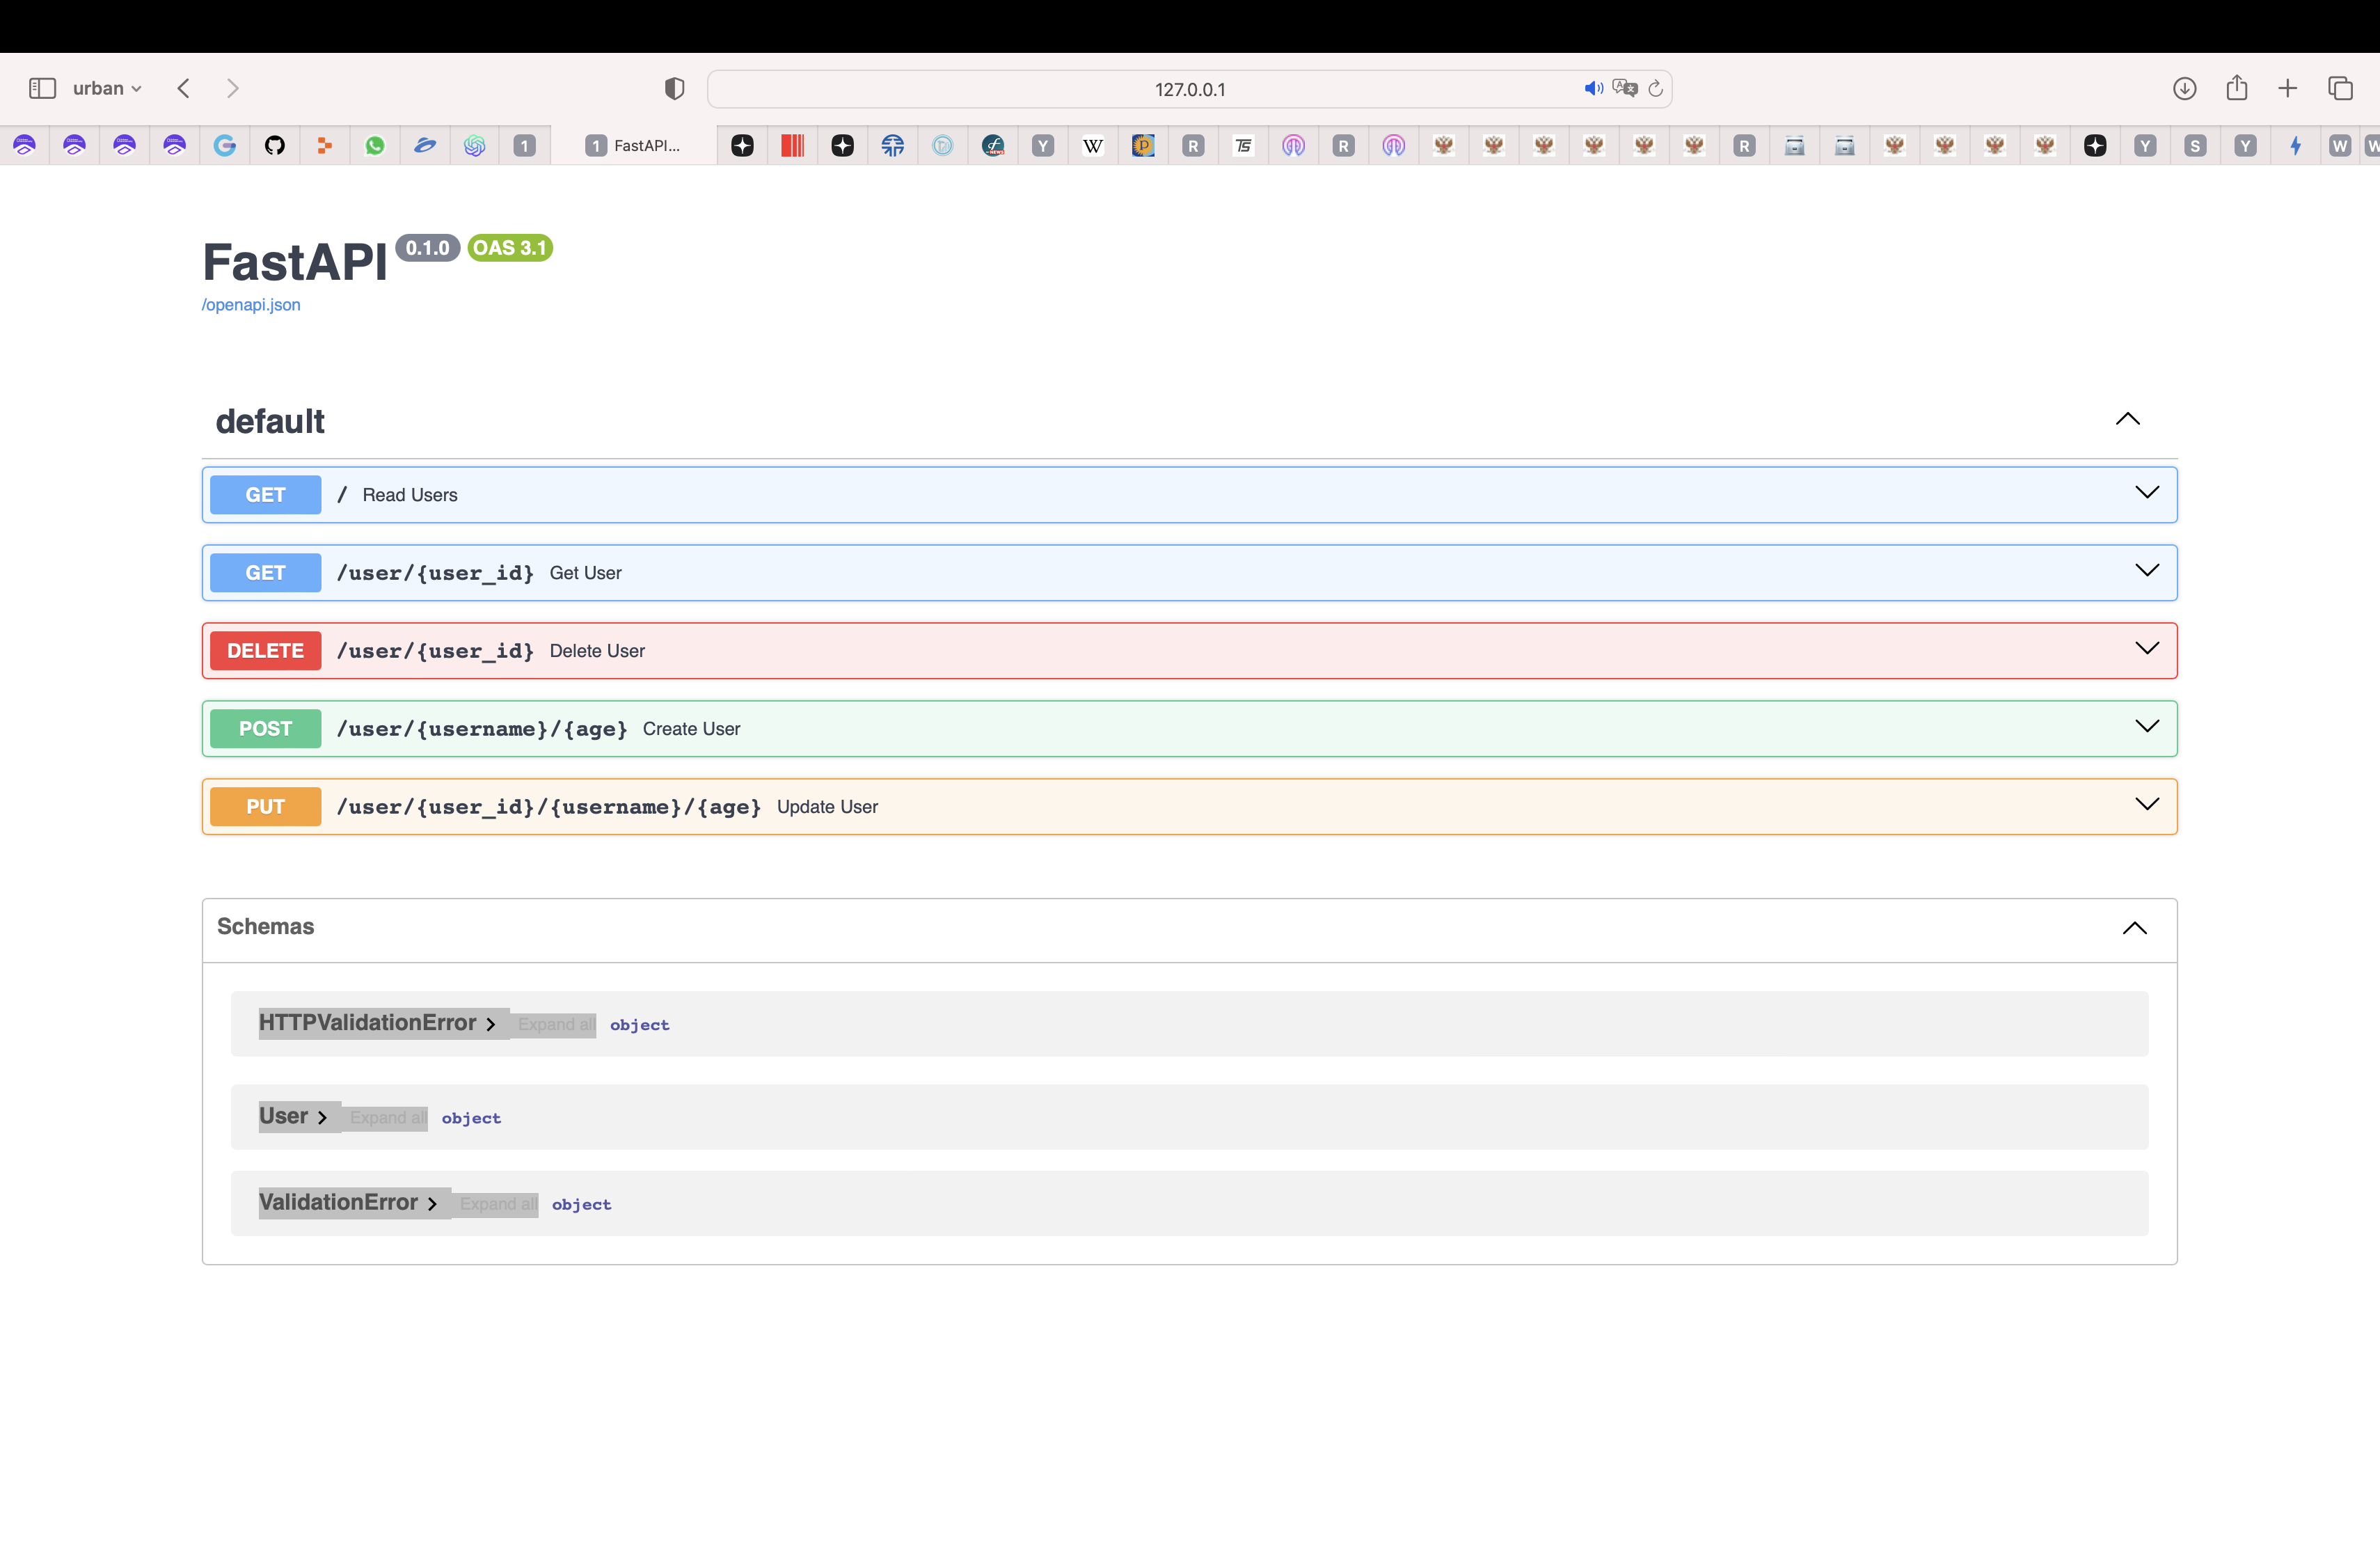 urban
127.0.0.1
1 1 FastAPI... Y W P R TS R R Y S Y W W
FastAPI 0.1.0 OAS 3.1
/openapi.json
default
GET / Read Users
GET /user/{user_id} Get User
DELETE /user/{user_id} Delete User
POST /user/{username}/{age} Create User
PUT /user/{user_id}/{username}/{age} Update User
Schemas
HTTPValidationError Expand all object
User Expand all object
ValidationError Expand all object